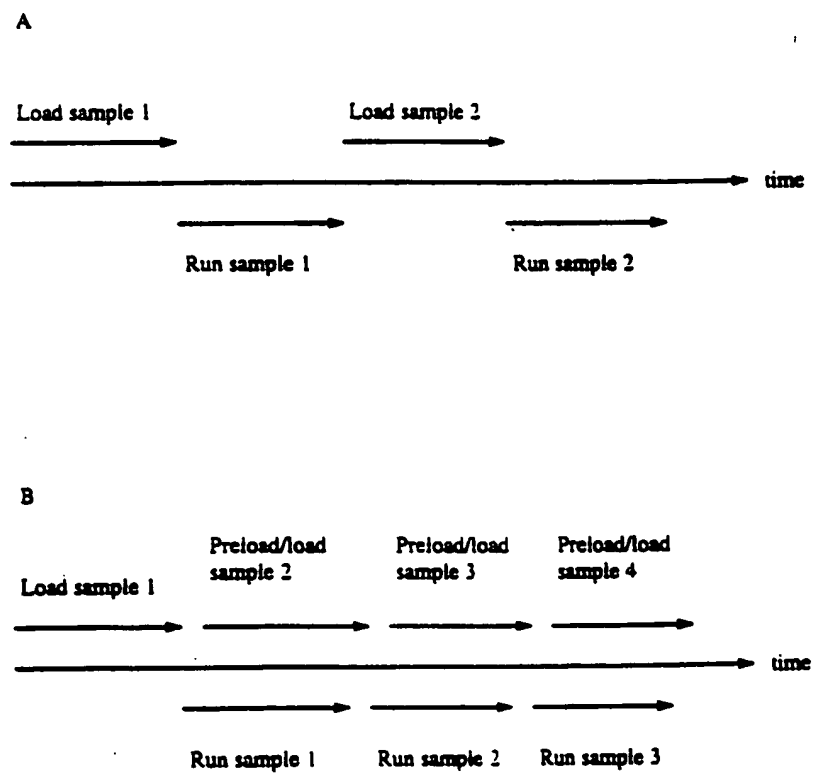 A
Load sample 1
Load sample 2
time
Run sample 1
Run sample 2
B
Preload/load
sample 2
Preload/load
sample 3
Preload/load
sample 4
Load sample 1
time
Run sample 1
Run sample 2
Run sample 3